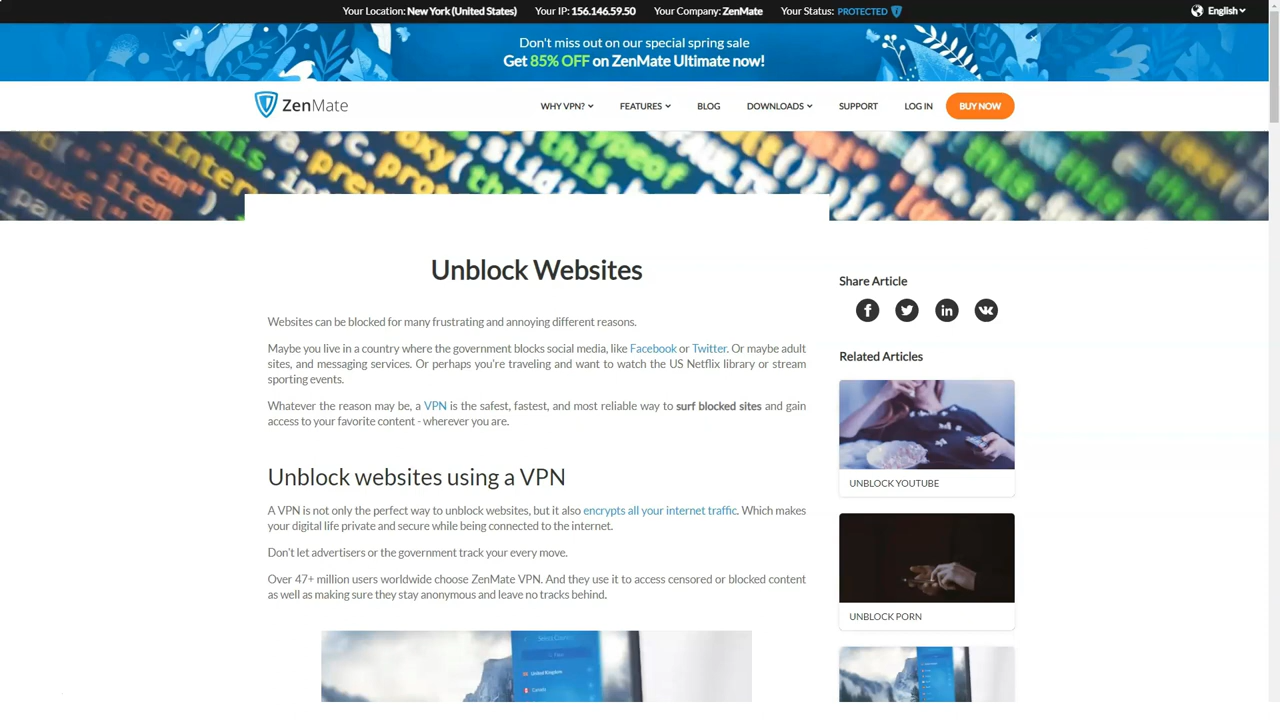 Your Location: New York (United States) Your IP: 156.146.59.50 Your Company: ZenMate Your Status: PROTECTED English
Don't miss out on our special spring sale
Get 85% OFF on ZenMate Ultimate now!
ZenMate WHY VPN? FEATURES BLOG DOWNLOADS SUPPORT LOG IN BUY NOW
Unblock Websites
Websites can be blocked for many frustrating and annoying different reasons.
Maybe you live in a country where the government blocks social media, like Facebook or Twitter. Or maybe adult
sites, and messaging services. Or perhaps you're traveling and want to watch the US Netflix library or stream
sporting events.
Whatever the reason may be, a VPN is the safest, fastest, and most reliable way to surf blocked sites and gain
access to your favorite content - wherever you are.
Unblock websites using a VPN
A VPN is not only the perfect way to unblock websites, but it also encrypts all your internet traffic. Which makes
your digital life private and secure while being connected to the internet.
Don't let advertisers or the government track your every move.
Over 47+ million users worldwide choose ZenMate VPN. And they use it to access censored or blocked content
as well as making sure they stay anonymous and leave no tracks behind.
Select Country
United Kingdom
Canada
Share Article
Related Articles
UNBLOCK YOUTUBE
UNBLOCK PORN